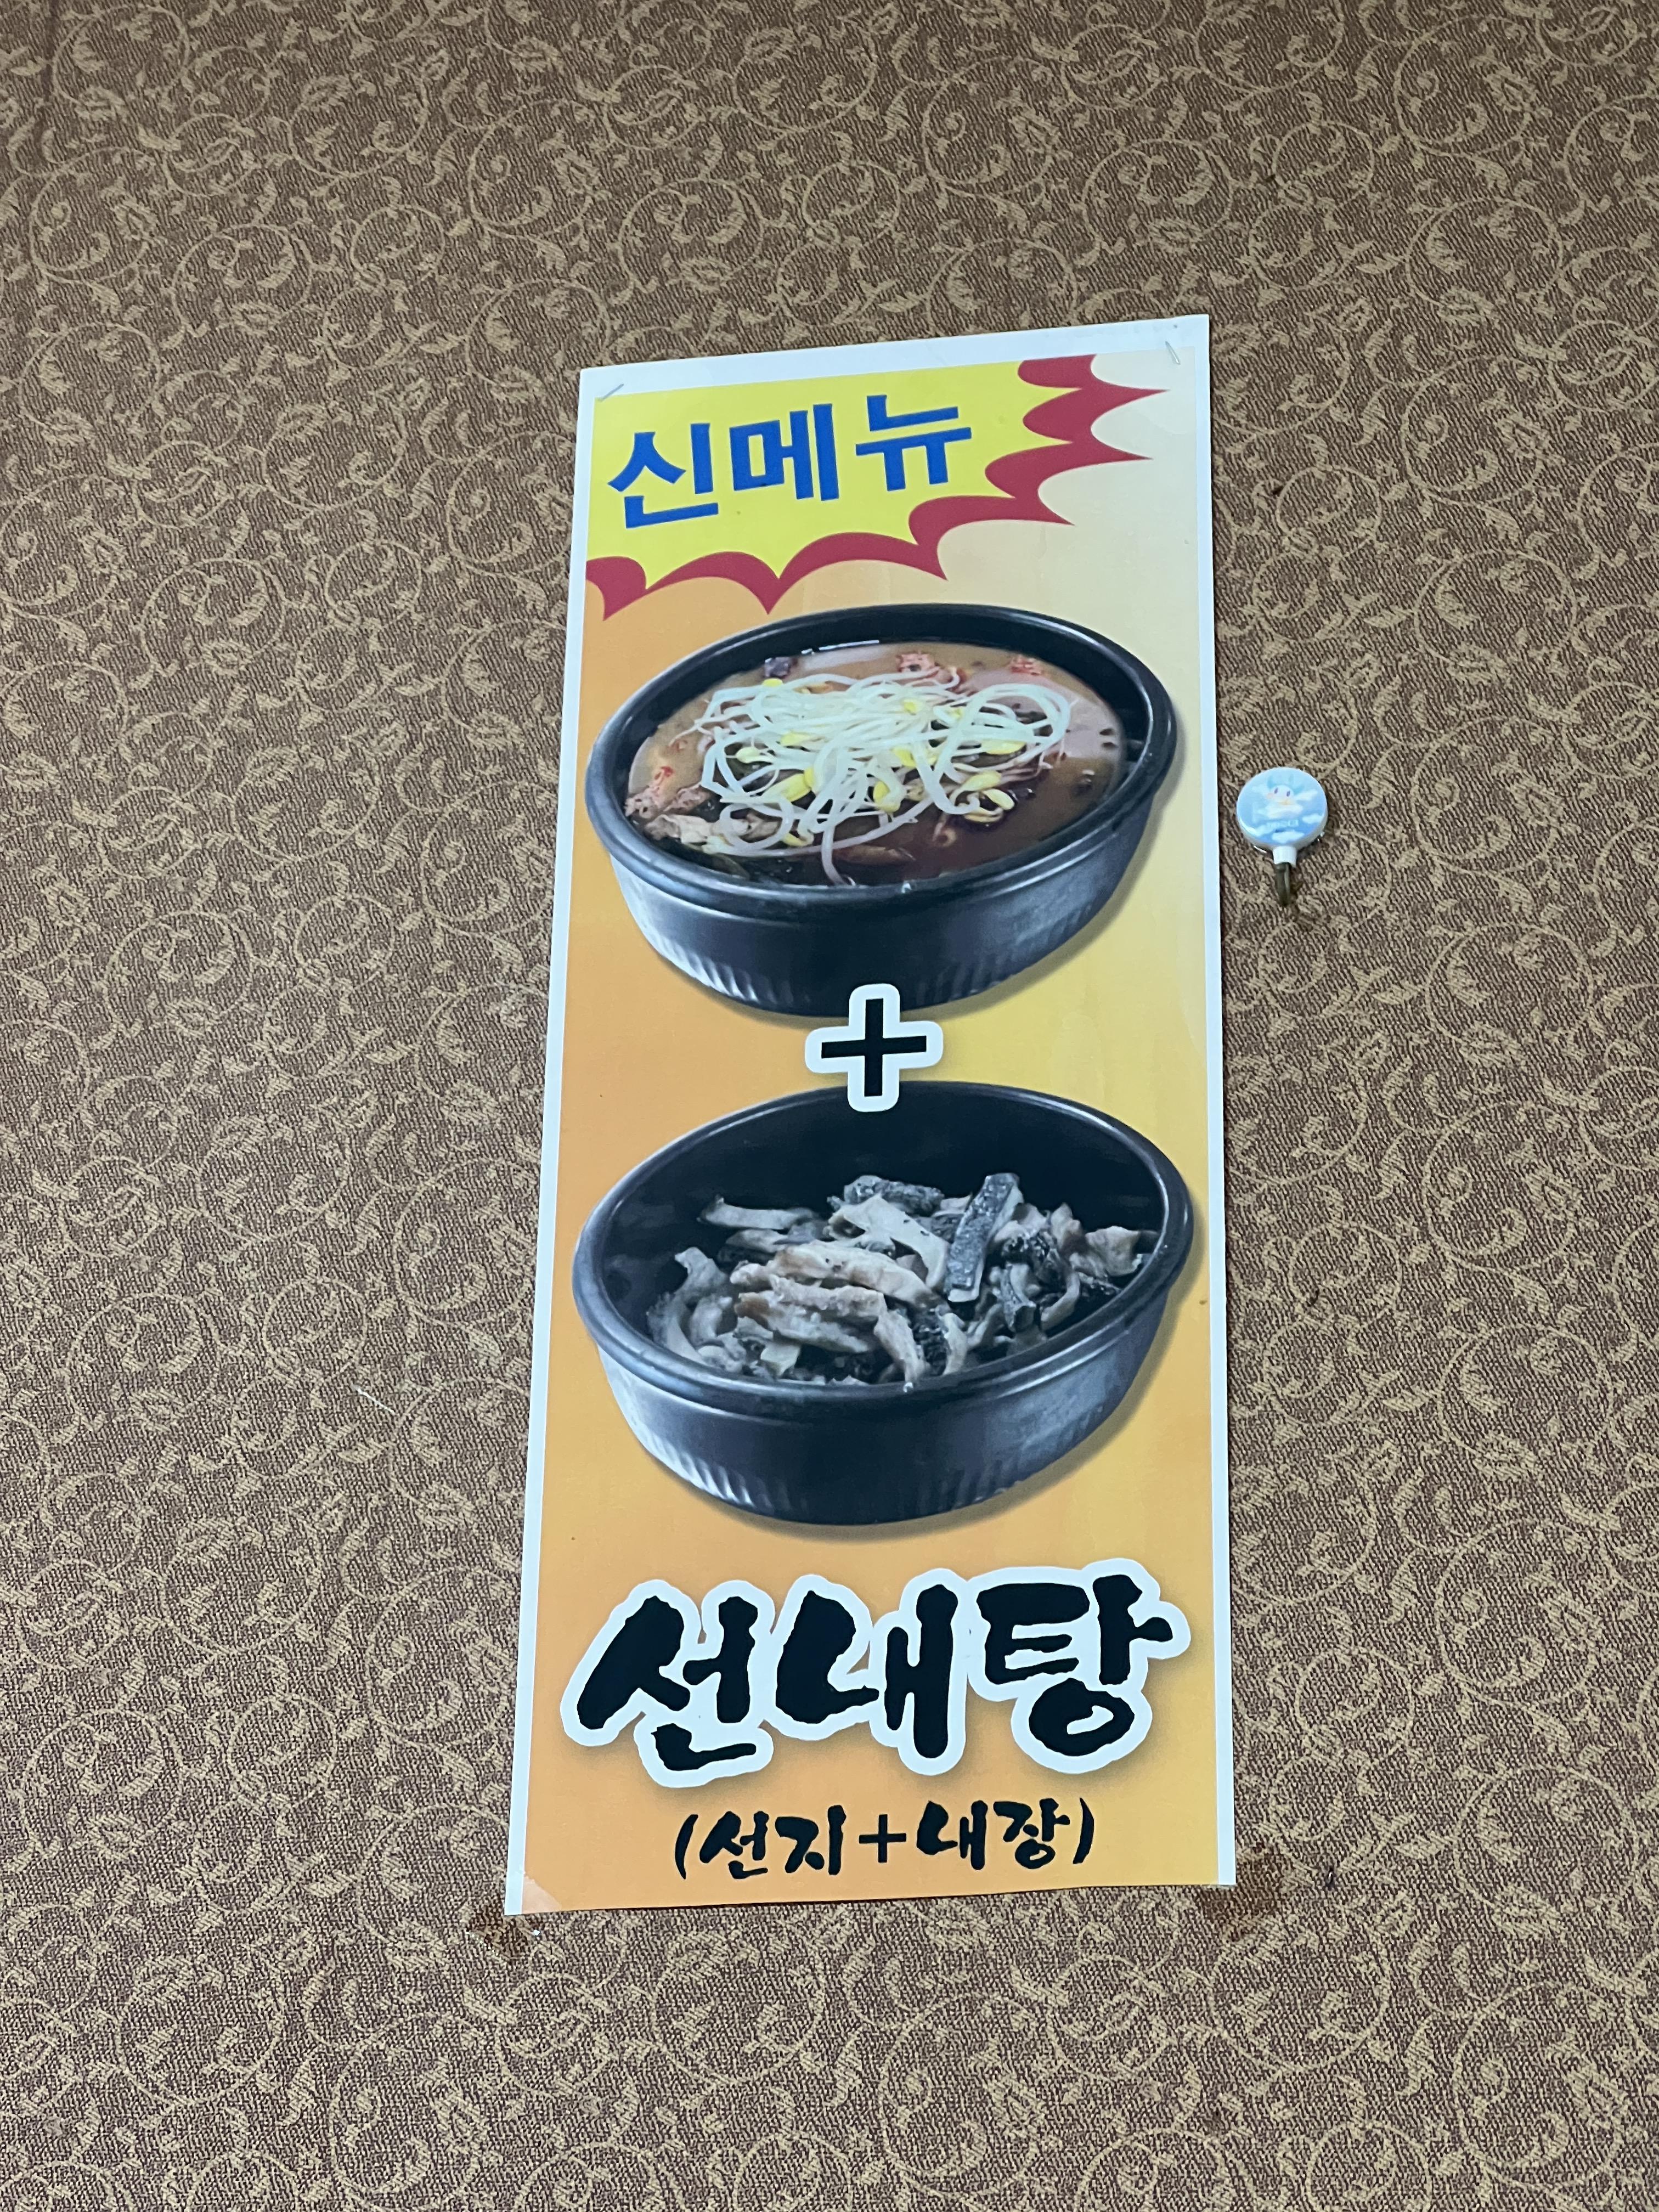 신메뉴
+
선내탕
(선지+내장)